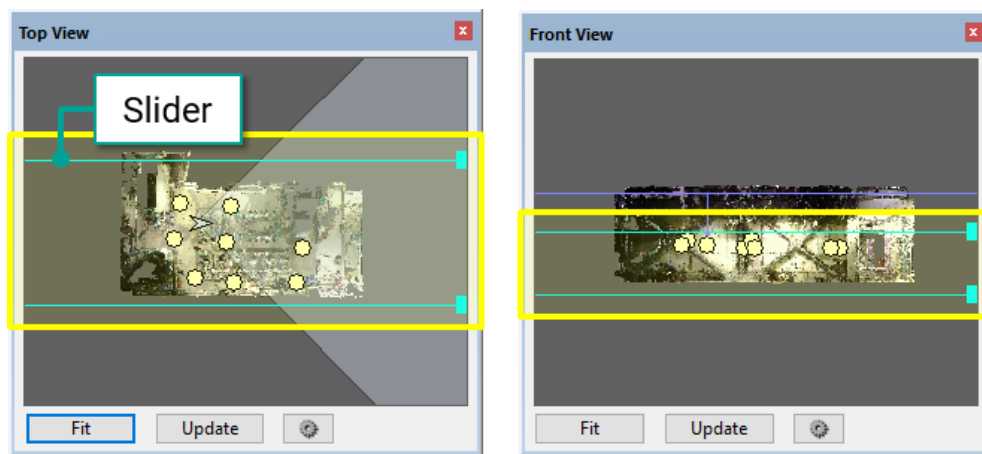 Top View
x
Slider
Fit
Update
Front View
x
Fit
Update